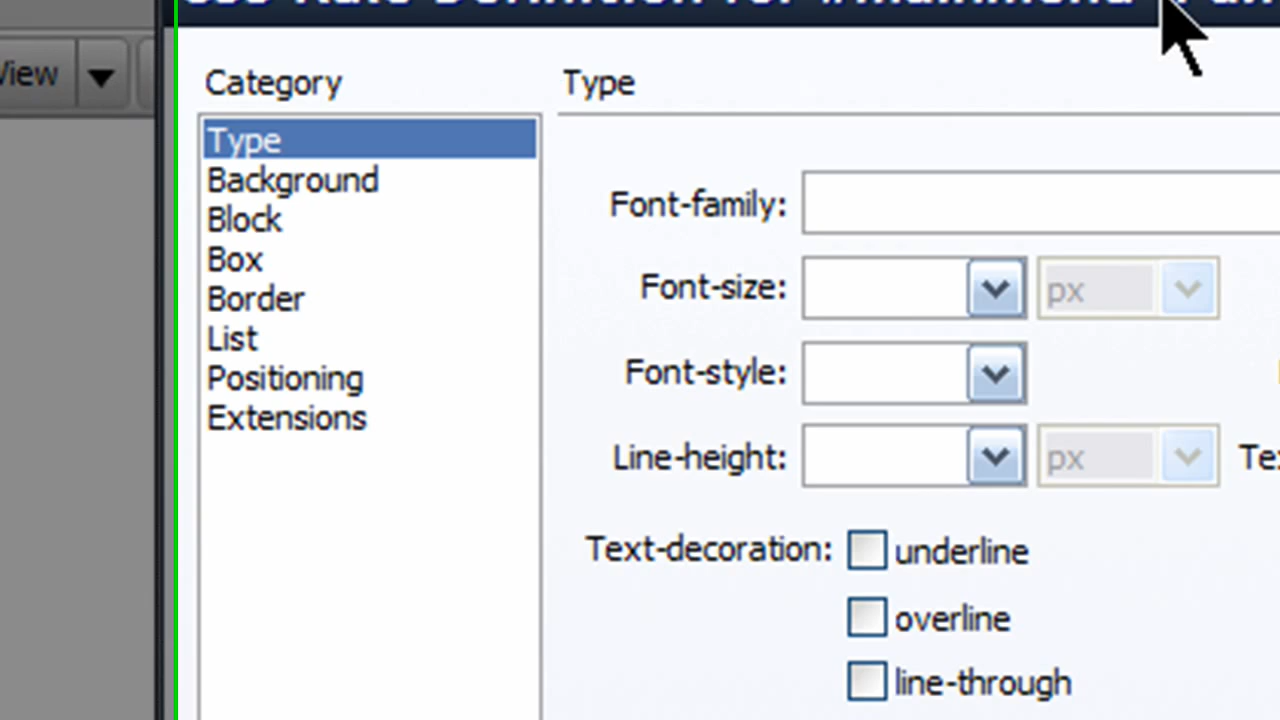 View
Category
Type
Type
Background
Block
Box
Border
List
Positioning
Extensions
Font-family:
Font-size:
px
Font-style:
Line-height:
px
Text-decoration:
underline
overline
line-through